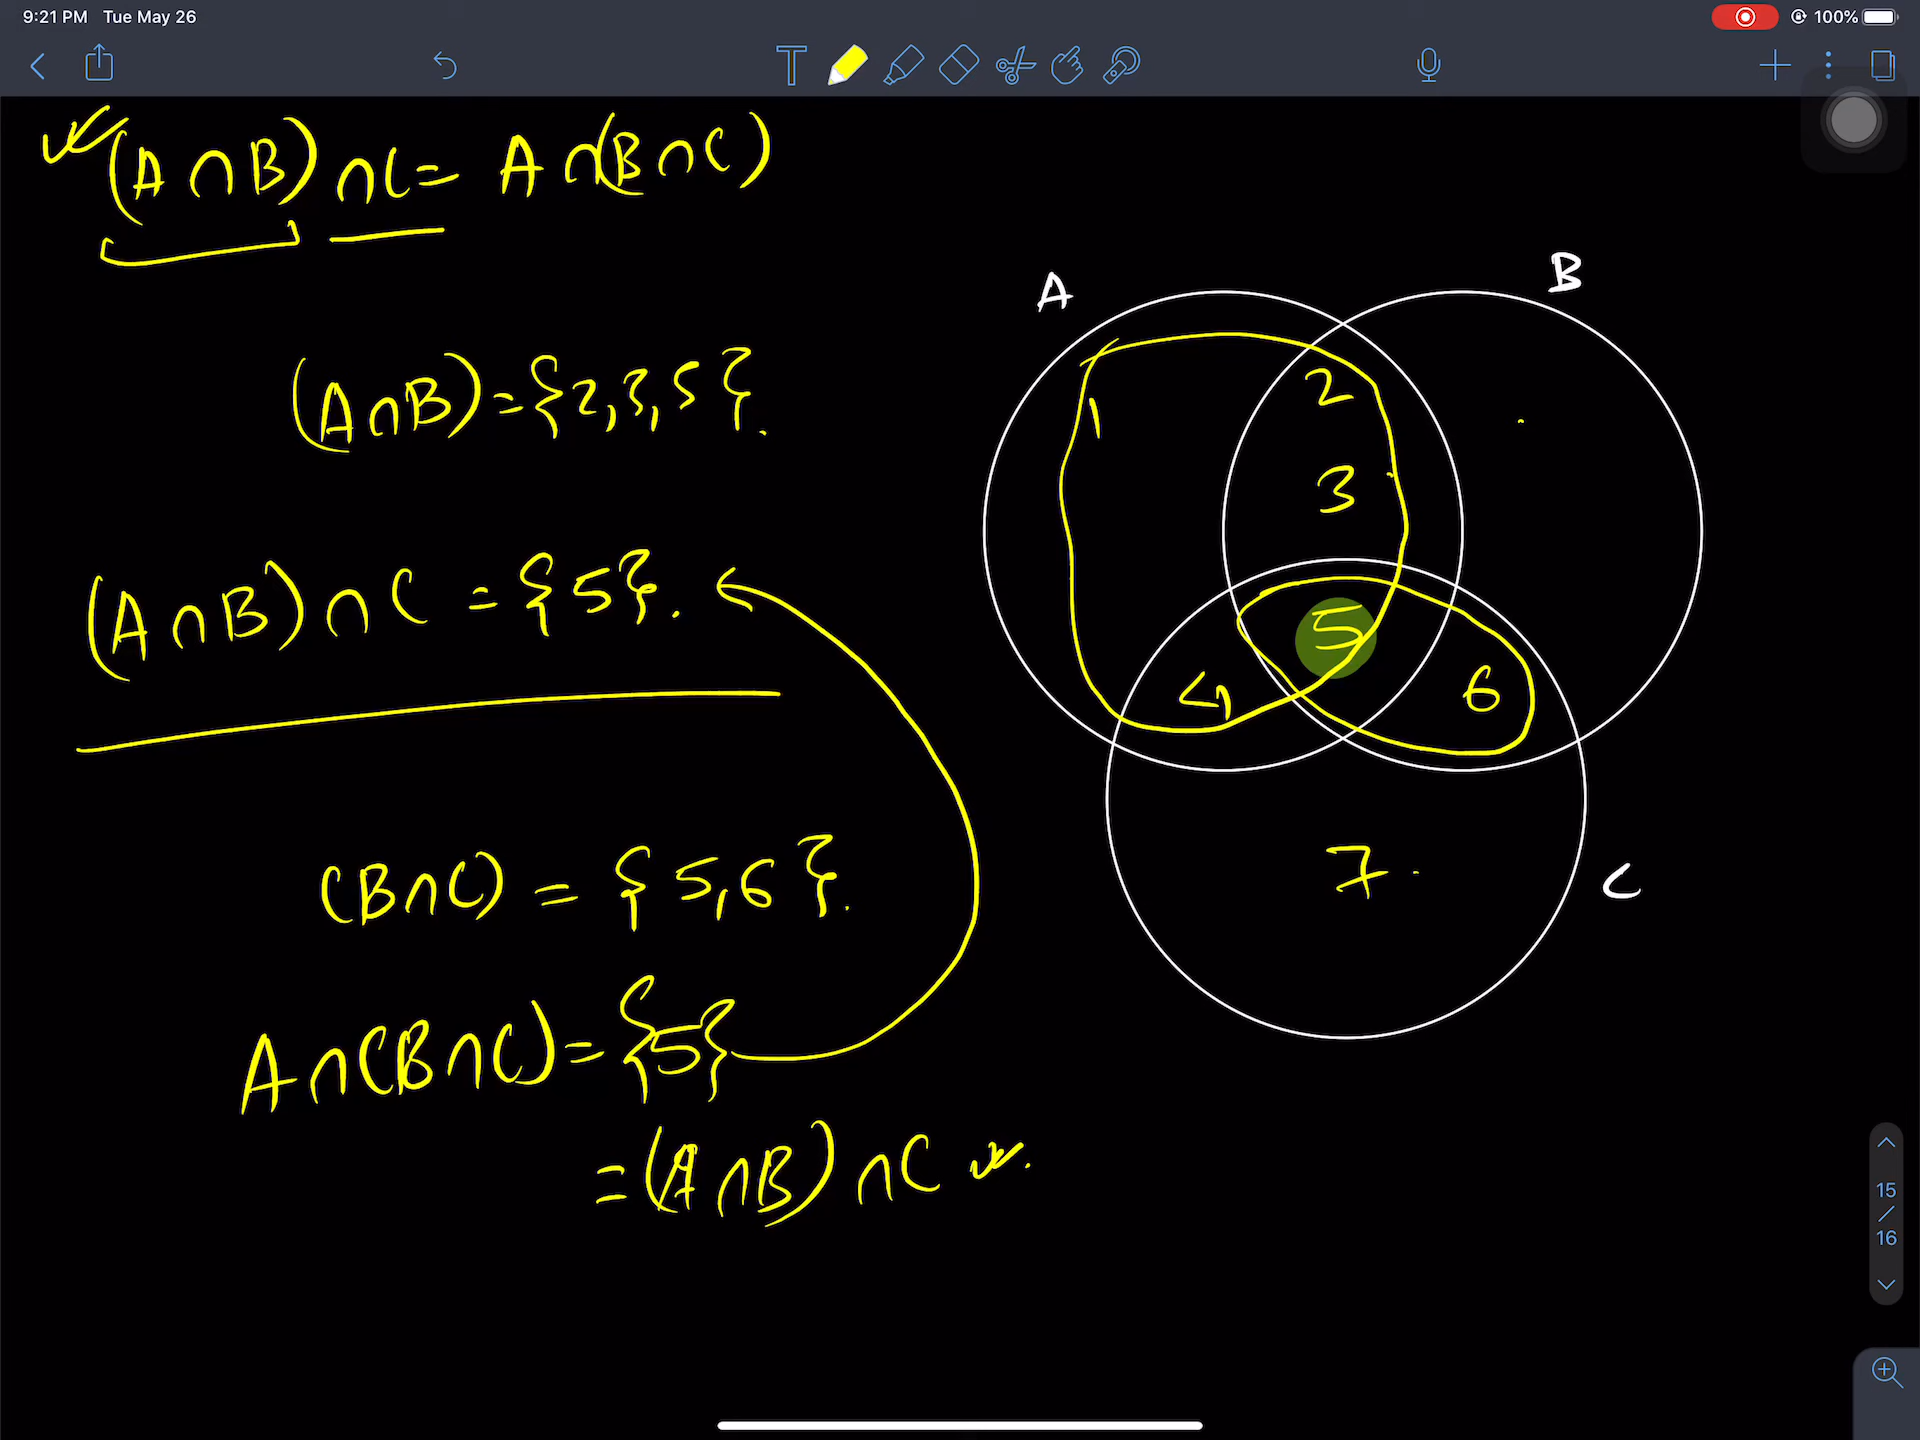 9:21 PM Tue May 26
100%
(A∩B)∩C = A∩(B∩C)
(A∩B) = {2,3,5}.
(A∩B)∩C = {5}.
(B∩C) = {5,6}.
A∩(B∩C) = {5}
= (A∩B)∩C
A
B
1
2
3
5
4
6
7
C
15
/
16